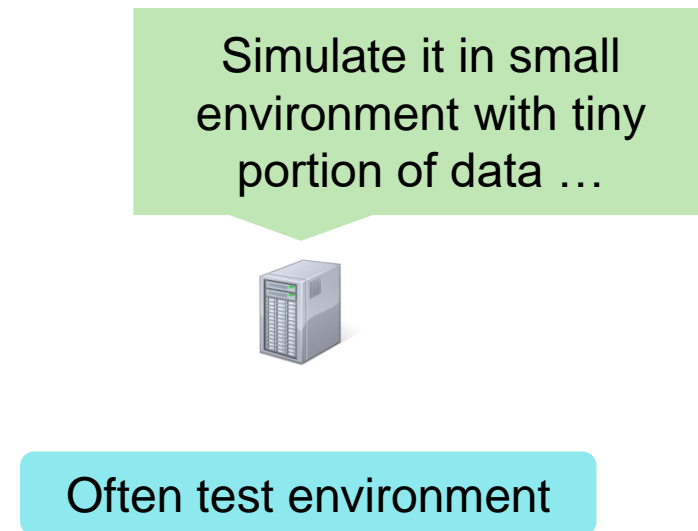 Simulate it in small
environment with tiny
portion of data …
Often test environment